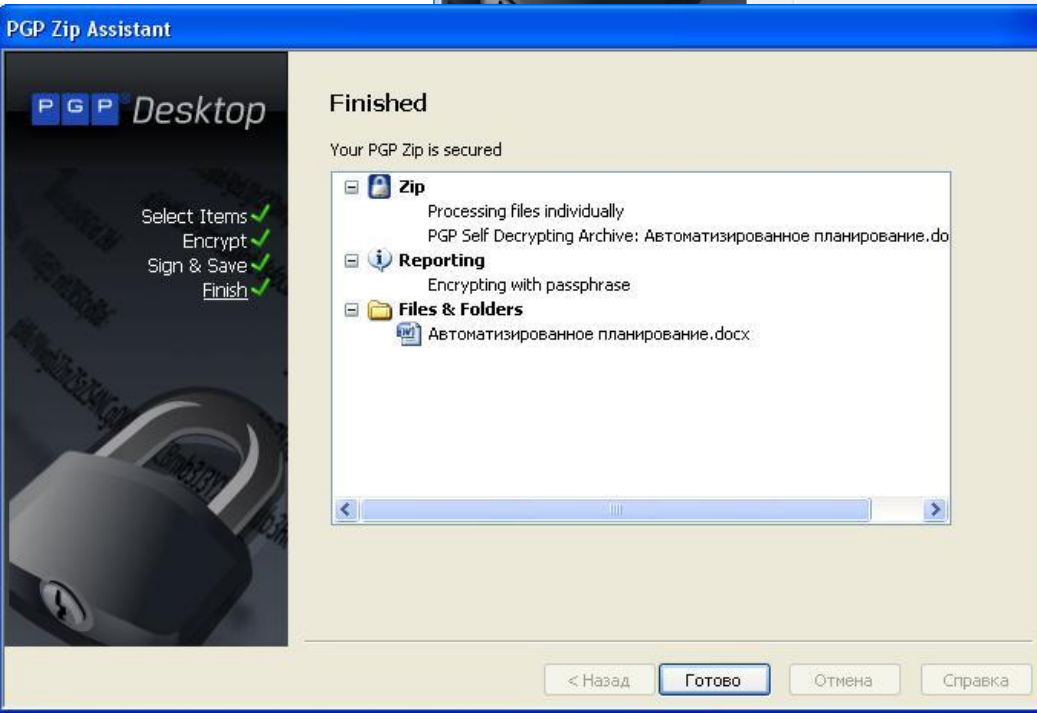 PGP Zip Assistant
PGP® Desktop
Select Items
Encrypt
Sign & Save
Finish
Finished
Your PGP Zip is secured
Zip
Processing files individually
PGP Self Decrypting Archive: Автоматизированное планирование.do
Reporting
Encrypting with passphrase
Files & Folders
Автоматизированное планирование.docx
< Назад
Готово
Отмена
Справка